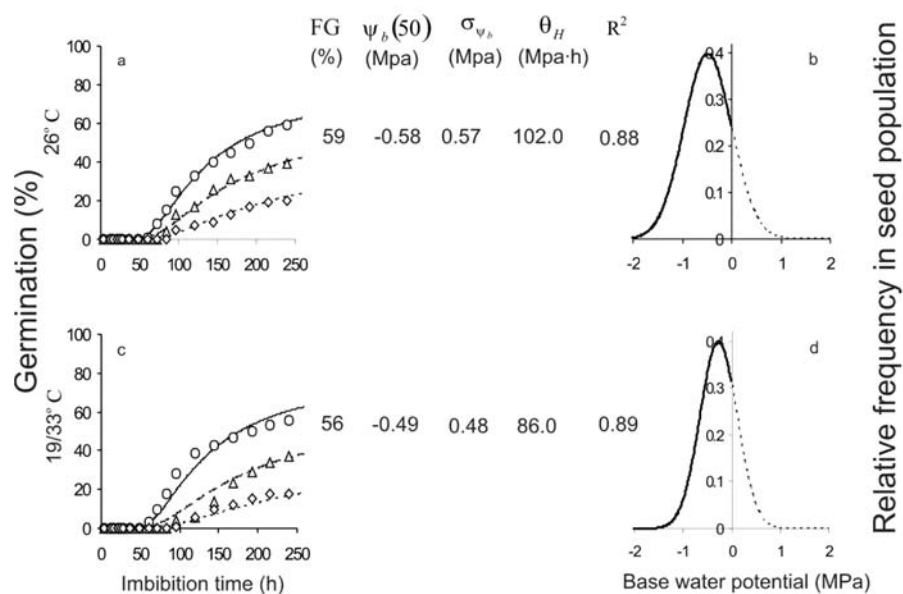 FG ψb(50) σψb θH R²
(%) (Mpa) (Mpa) (Mpa·h)
Germination (%)
26° C
a
100
80
60
40
20
0
0 50 100 150 200 250
59 -0.58 0.57 102.0 0.88
b
0.4
0.3
0.2
0.1
0
-2 -1 0 1 2
19/33° C
c
100
80
60
40
20
0
0 50 100 150 200 250
Imbibition time (h)
56 -0.49 0.48 86.0 0.89
d
0.4
0.3
0.2
0.1
0
-2 -1 0 1 2
Base water potential (MPa)
Relative frequency in seed population